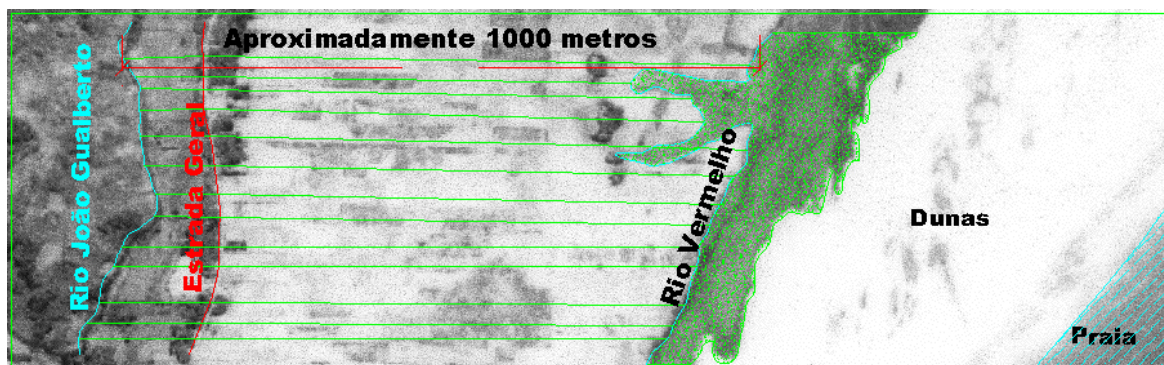 Aproximadamente 1000 metros
Rio João Gualberto
Estrada Geral
Rio Vermelho
Dunas
Praia